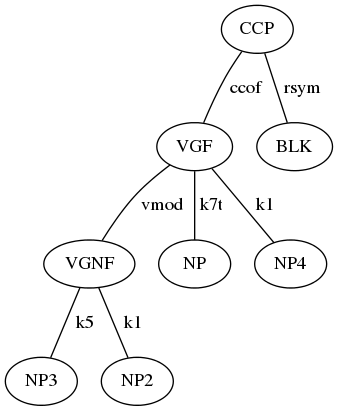 CCP
ccof rsym
VGF BLK
vmod k7t k1
VGNF NP NP4
k5 k1
NP3 NP2